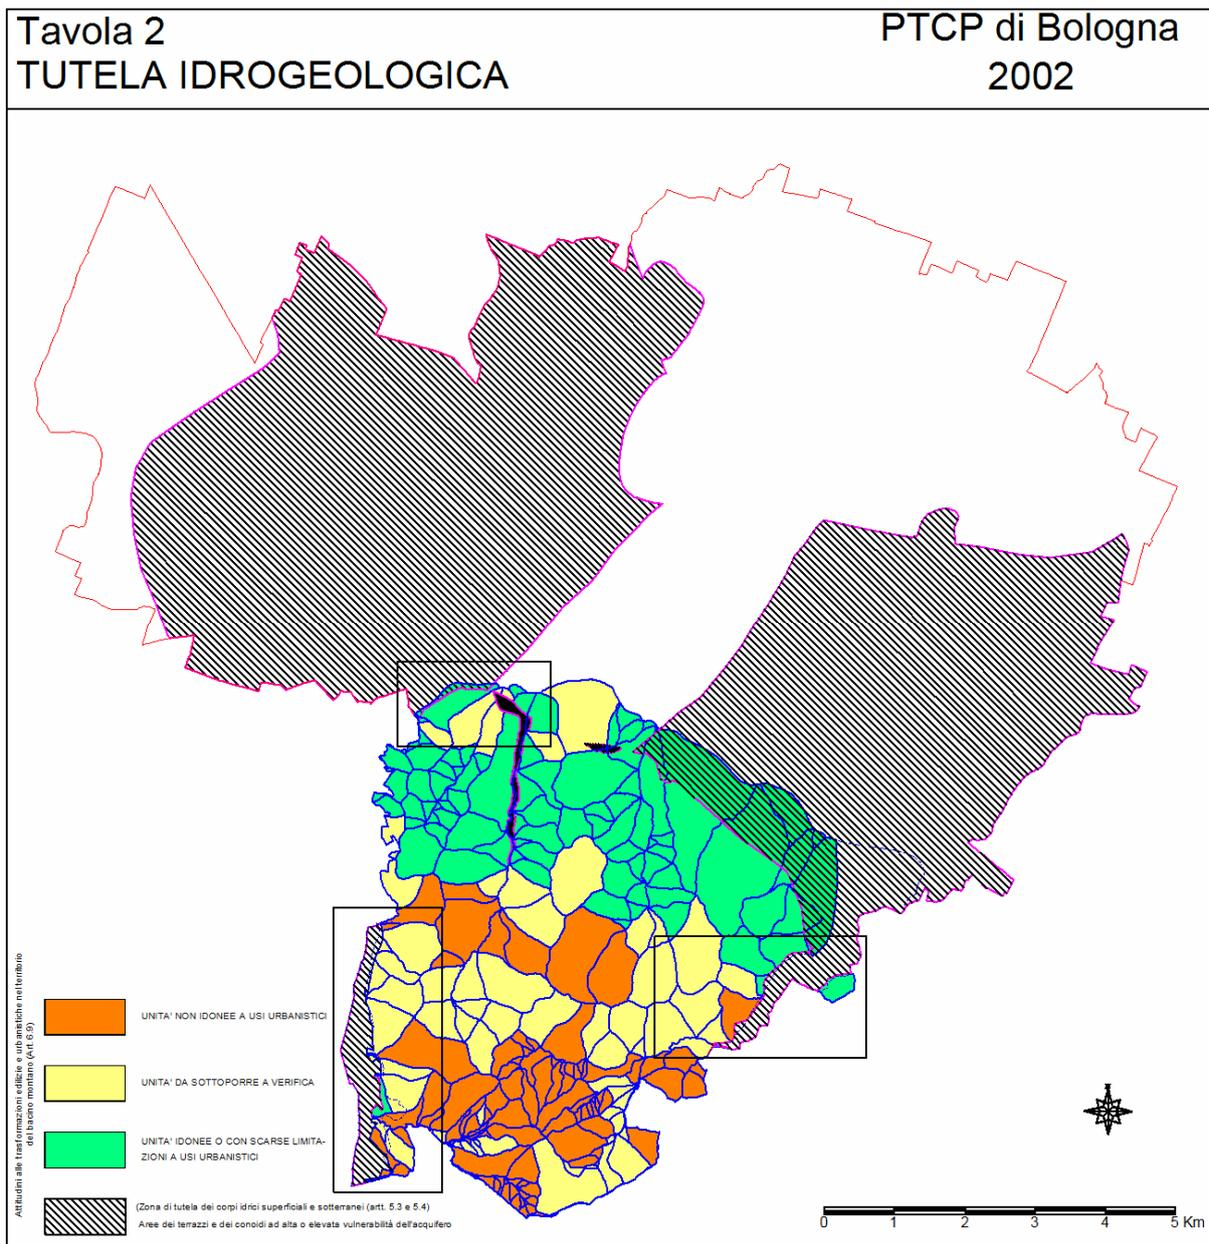 Tavola 2
TUTELA IDROGEOLOGICA
PTCP di Bologna
2002
Attitudini alle trasformazioni edilizie e urbanistiche nel territorio
del bacino montano (Art. 6.9)
UNITA' NON IDONEE A USI URBANISTICI
UNITA' DA SOTTOPORRE A VERIFICA
UNITA' IDONEE O CON SCARSE LIMITA-
ZIONI A USI URBANISTICI
(Zona di tutela dei corpi idrici superficiali e sotterranei (artt. 5.3 e 5.4)
Aree dei terrazzi e dei conoidi ad alta o elevata vulnerabilità dell'acquifero
0 1 2 3 4 5 Km